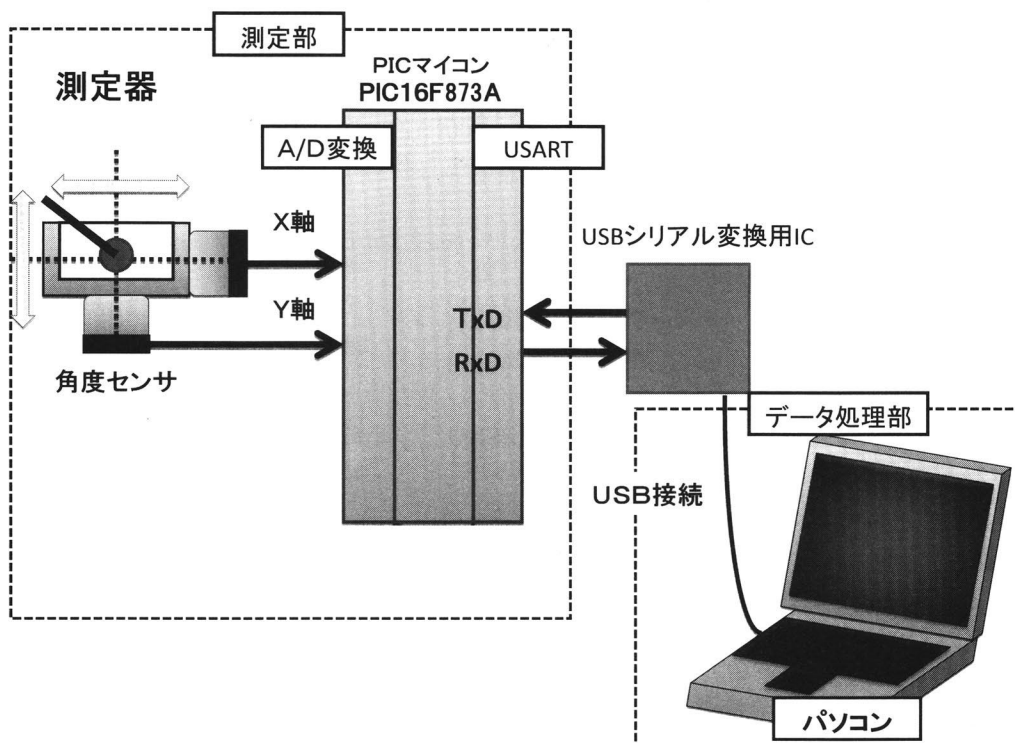 測定部
測定器
PICマイコン
PIC16F873A
A/D変換
USART
X軸
Y軸
USBシリアル変換用IC
TxD
RxD
角度センサ
データ処理部
USB接続
パソコン